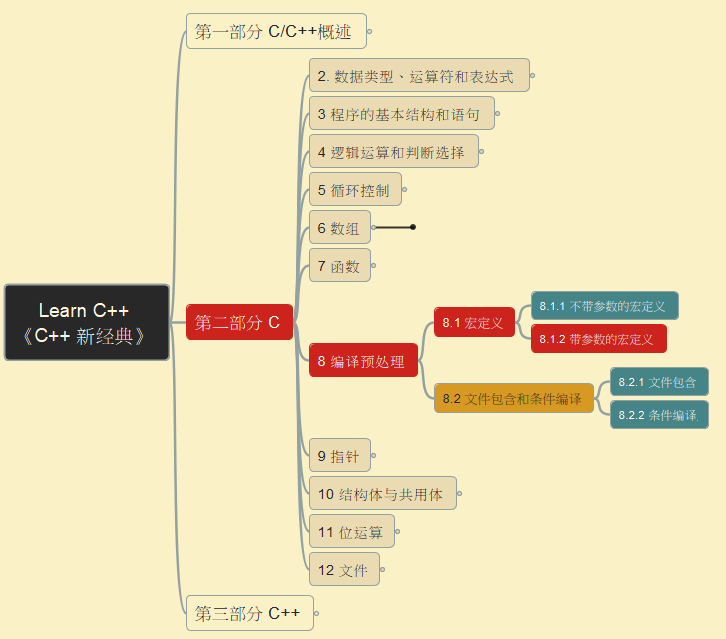 第一部分 C/C++概述
2. 数据类型、运算符和表达式
3 程序的基本结构和语句
4 逻辑运算和判断选择
5 循环控制
6 数组
7 函数
Learn C++
《C++ 新经典》
第二部分 C
8 编译预处理
8.1 宏定义
8.1.1 不带参数的宏定义
8.1.2 带参数的宏定义
8.2 文件包含和条件编译
8.2.1 文件包含
8.2.2 条件编译
9 指针
10 结构体与共用体
11 位运算
12 文件
第三部分 C++